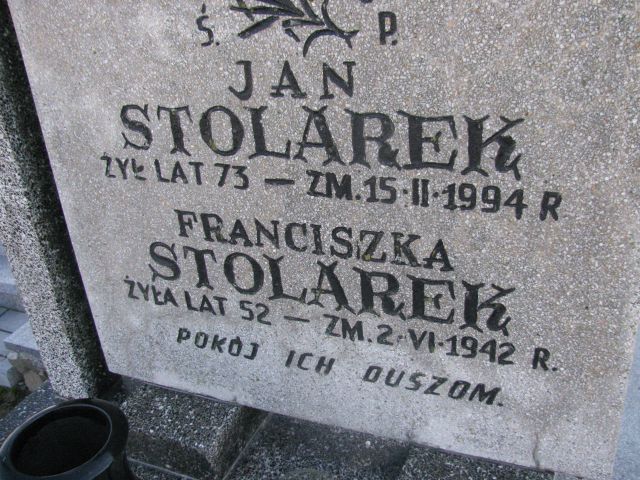 Ś. P.
JAN
STOLAREK
ŻYŁ LAT 73 — ZM. 15·II·1994 R
FRANCISZKA
STOLAREK
ŻYŁA LAT 52 — ZM. 2·VI·1942 R.
POKÓJ ICH DUSZOM.